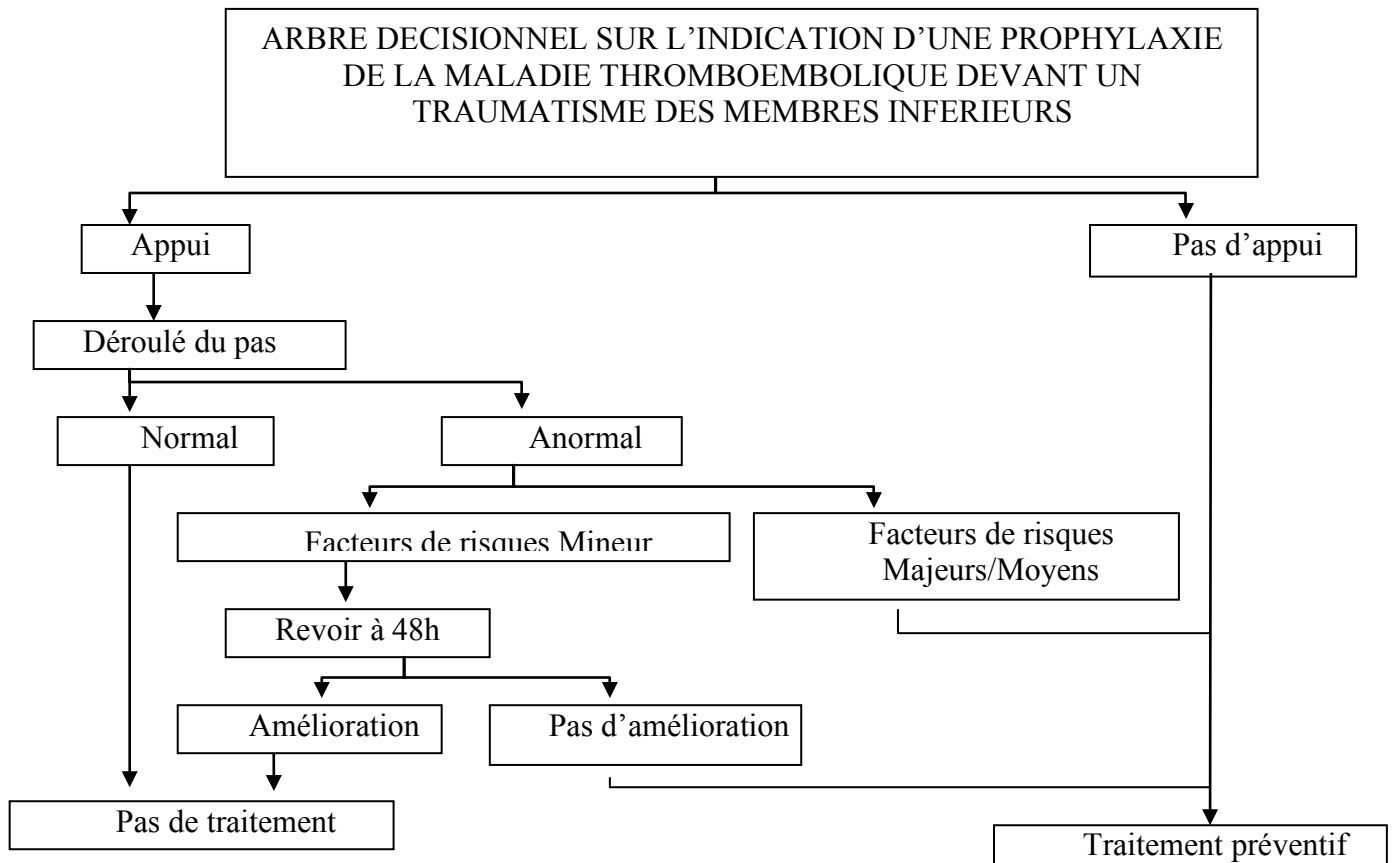 ARBRE DECISIONNEL SUR L’INDICATION D’UNE PROPHYLAXIE
DE LA MALADIE THROMBOEMBOLIQUE DEVANT UN
TRAUMATISME DES MEMBRES INFERIEURS
Appui
Pas d’appui
Déroulé du pas
Normal
Anormal
Facteurs de risques Mineur
Facteurs de risques
Majeurs/Moyens
Revoir à 48h
Amélioration
Pas d’amélioration
Pas de traitement
Traitement préventif